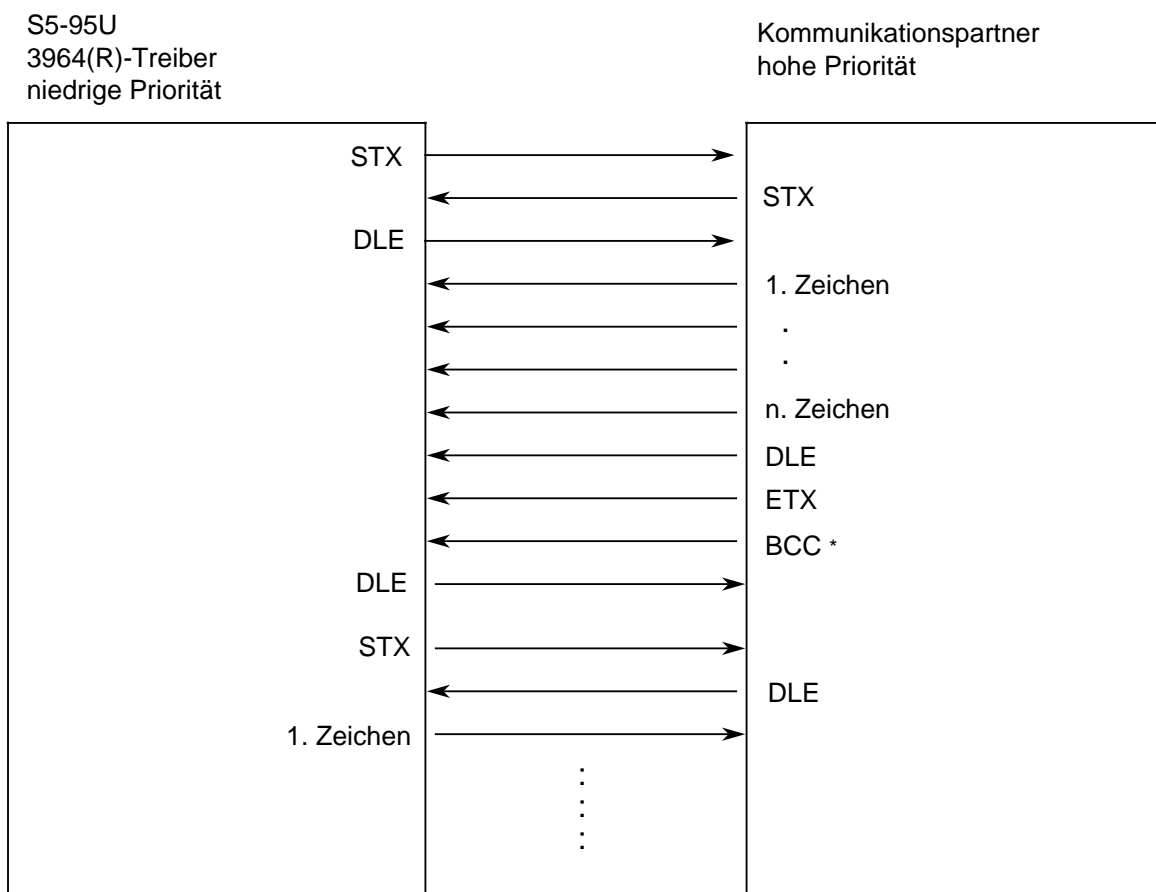 S5-95U
3964(R)-Treiber
niedrige Priorität
Kommunikationspartner
hohe Priorität
STX
STX
DLE
1. Zeichen
.
.
n. Zeichen
DLE
ETX
BCC *
DLE
STX
DLE
1. Zeichen